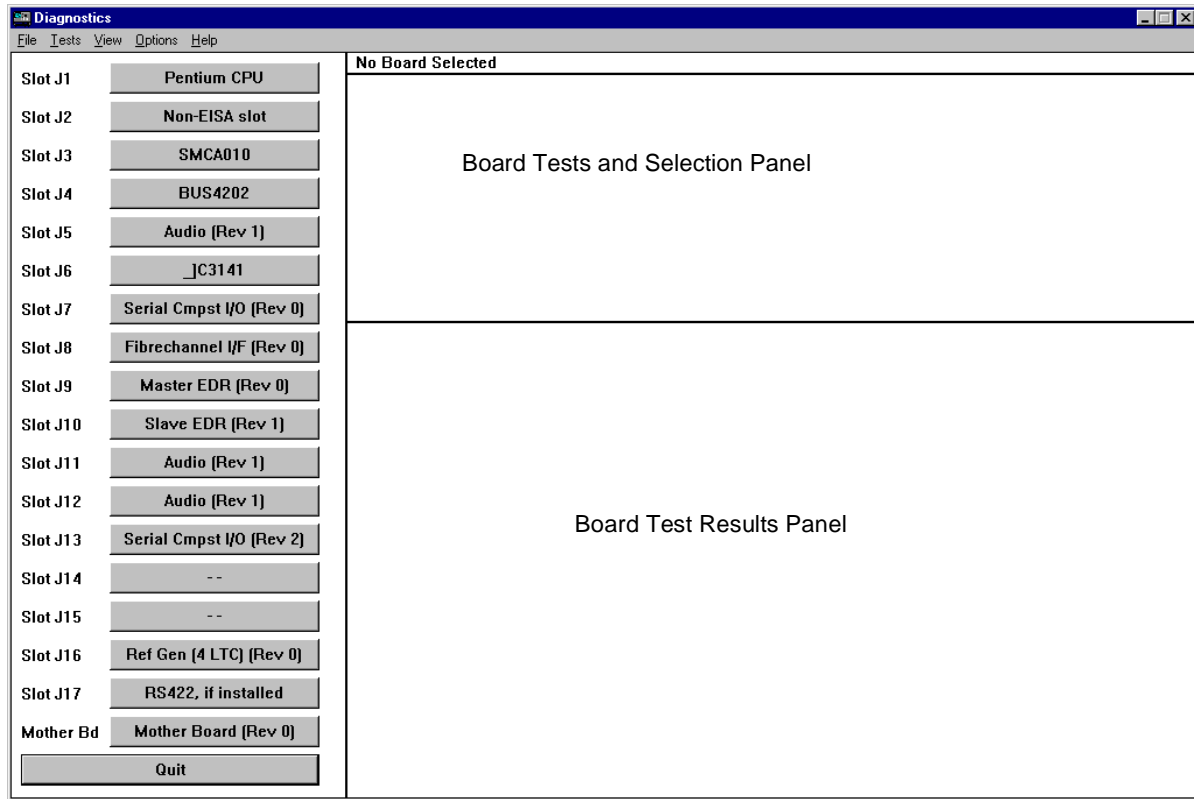 Diagnostics
File Tests View Options Help
No Board Selected
Slot J1 Pentium CPU
Slot J2 Non-EISA slot
Slot J3 SMCA010
Slot J4 BUS4202
Slot J5 Audio (Rev 1)
Slot J6 _]C3141
Slot J7 Serial Cmpst I/O (Rev 0)
Slot J8 Fibrechannel I/F (Rev 0)
Slot J9 Master EDR (Rev 0)
Slot J10 Slave EDR (Rev 1)
Slot J11 Audio (Rev 1)
Slot J12 Audio (Rev 1)
Slot J13 Serial Cmpst I/O (Rev 2)
Slot J14 - -
Slot J15 - -
Slot J16 Ref Gen (4 LTC) (Rev 0)
Slot J17 RS422, if installed
Mother Bd Mother Board (Rev 0)
Quit
Board Tests and Selection Panel
Board Test Results Panel